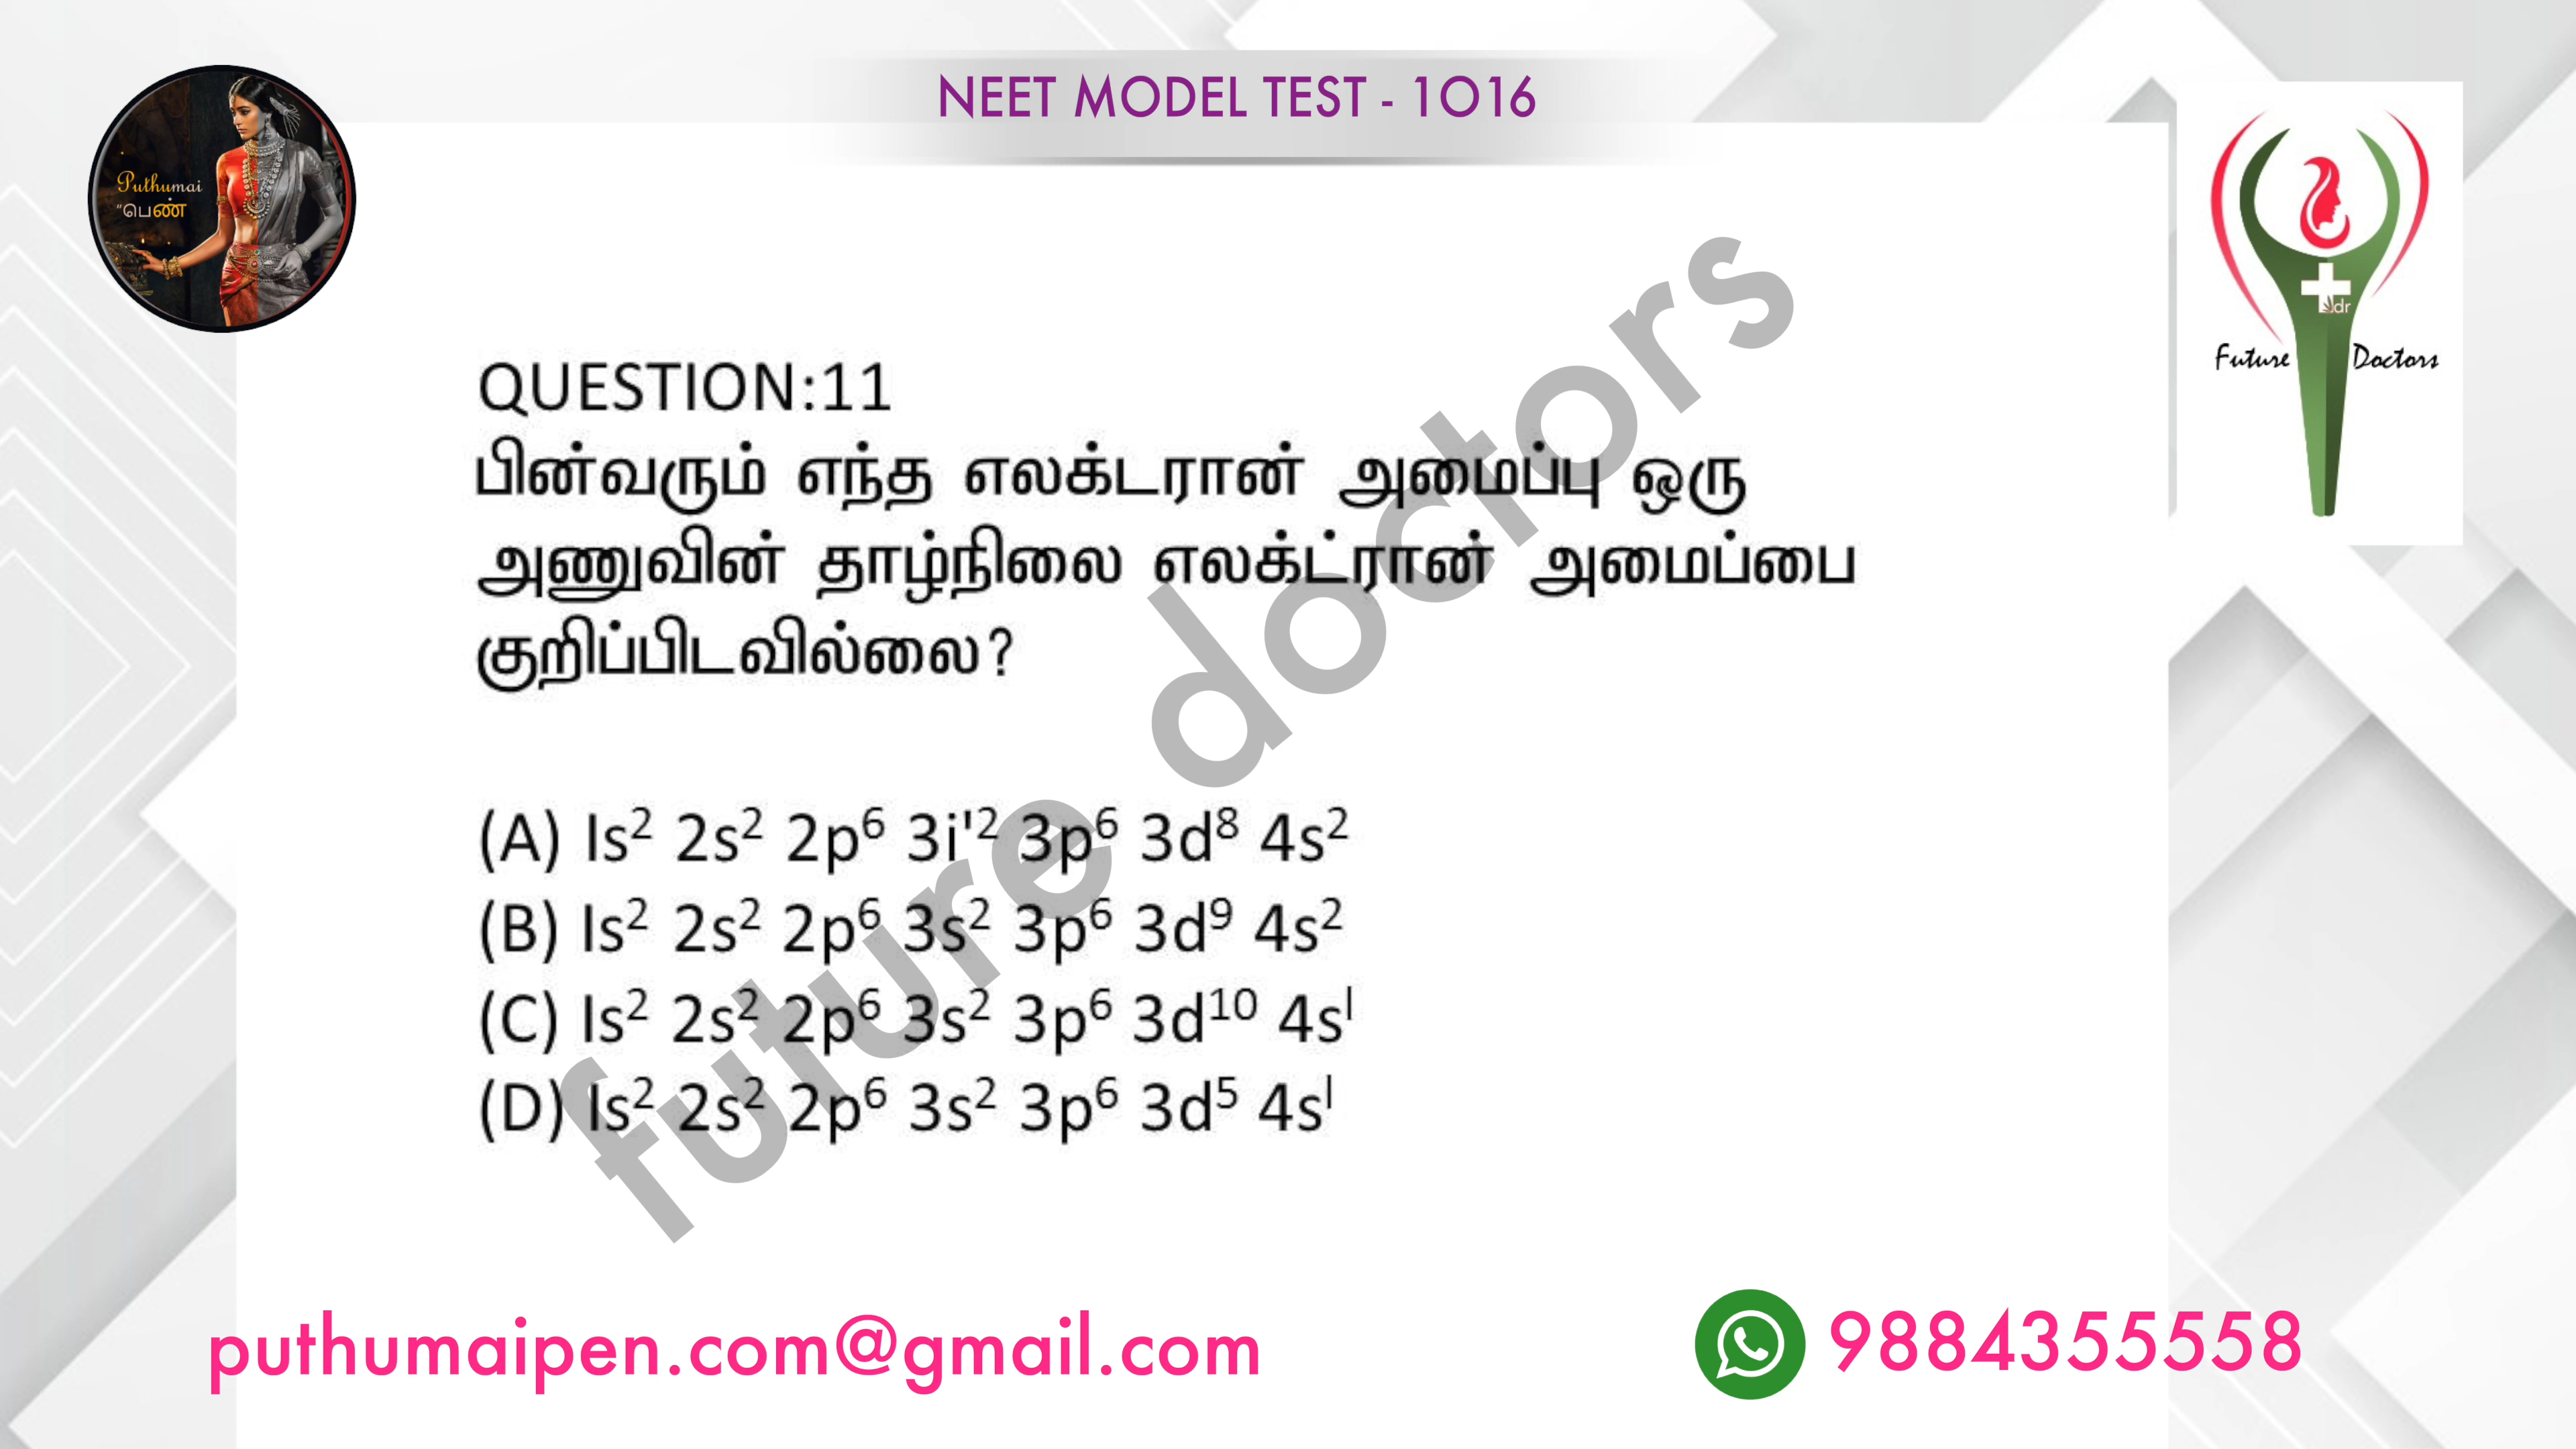 NEET MODEL TEST - 1O16
Puthumai
"பெண்
dr
Future Doctors
QUESTION:11
பின்வரும் எந்த எலக்டரான் அமைப்பு ஒரு
அணுவின் தாழ்நிலை எலக்ட்ரான் அமைப்பை
குறிப்பிடவில்லை?
(A) Is² 2s² 2p⁶ 3i'² 3p⁶ 3d⁸ 4s²
(B) Is² 2s² 2p⁶ 3s² 3p⁶ 3d⁹ 4s²
(C) Is² 2s² 2p⁶ 3s² 3p⁶ 3d¹⁰ 4sˡ
(D) Is² 2s² 2p⁶ 3s² 3p⁶ 3d⁵ 4sˡ
future doctors
puthumaipen.com@gmail.com
9884355558